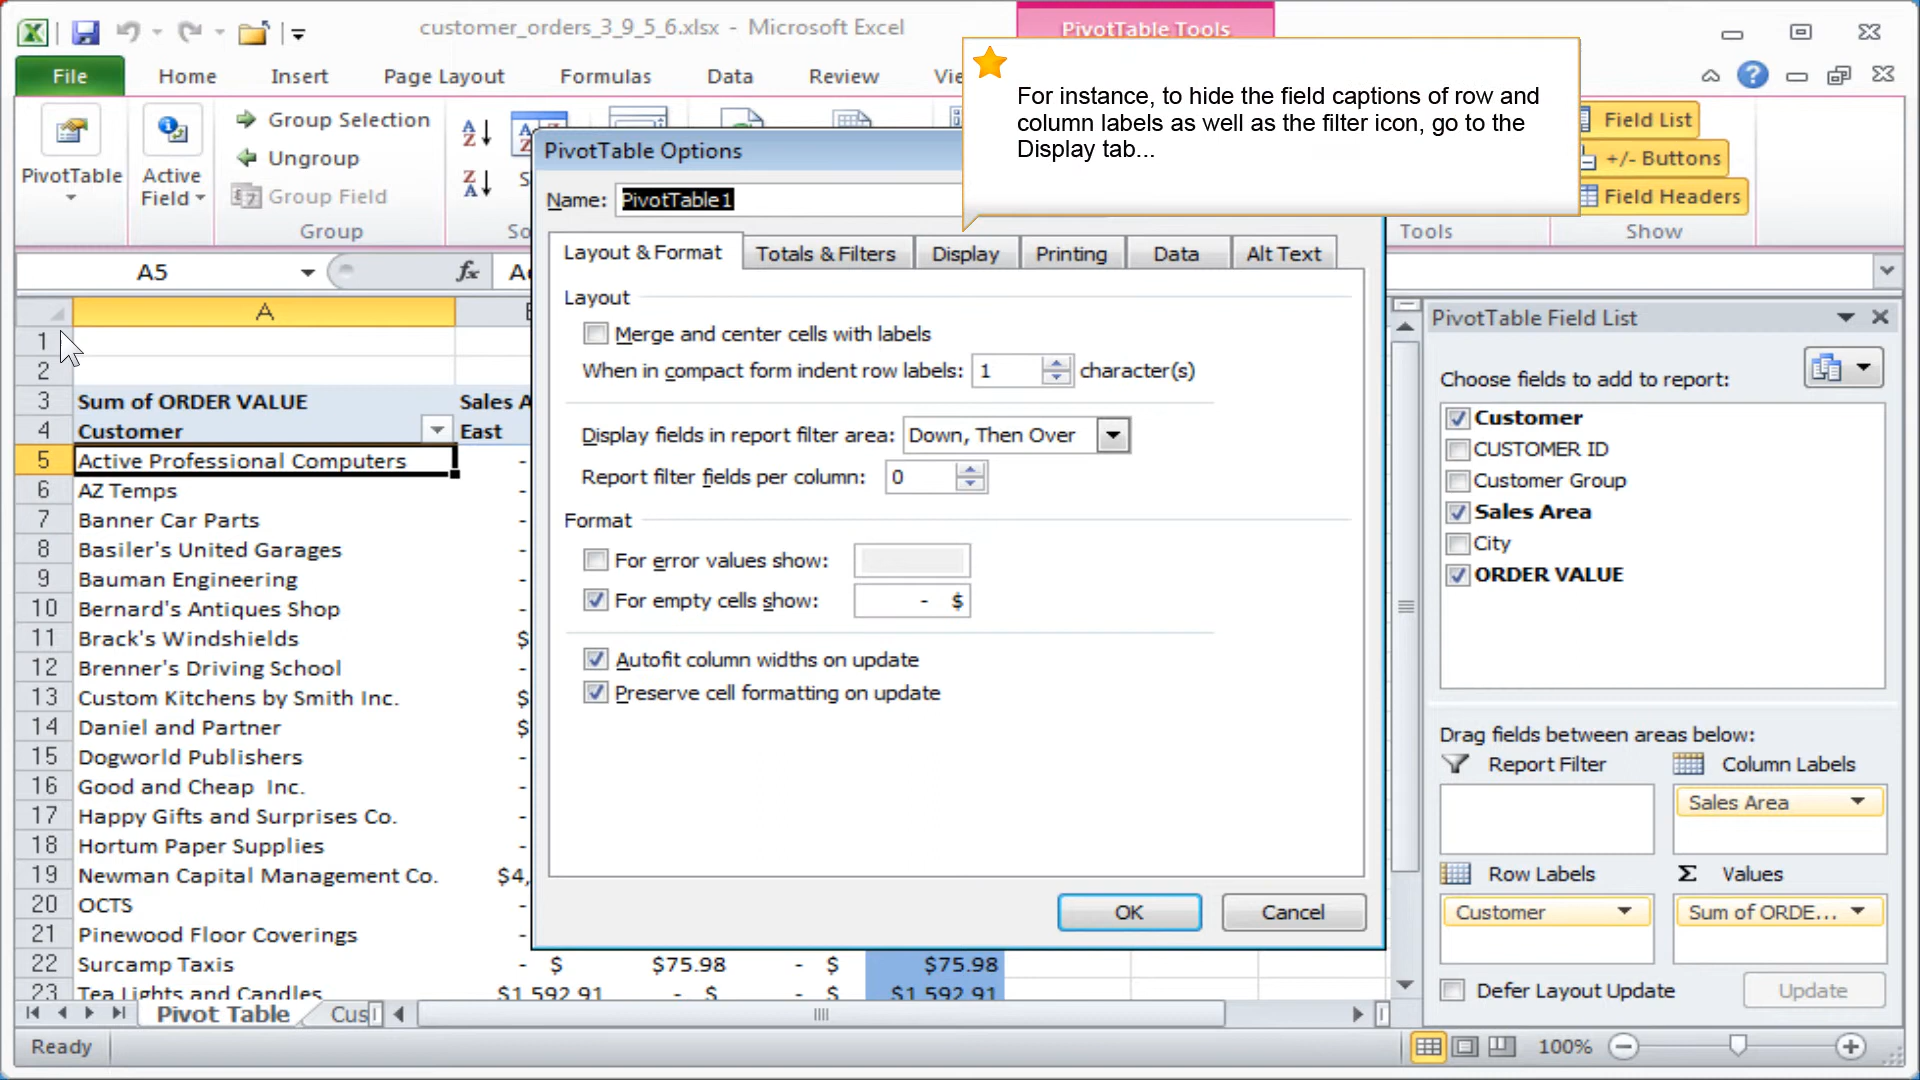 customer_orders_3_9_5_6.xlsx - Microsoft Excel
PivotTable Tools
File Home Insert Page Layout Formulas Data Review
For instance, to hide the field captions of row and
column labels as well as the filter icon, go to the
Display tab...
PivotTable
Active
Field
Group Selection
Ungroup
Group Field
Group
Field List
+/- Buttons
Field Headers
Tools
Show
A5
fx
PivotTable Options
Name: PivotTable1
Layout & Format Totals & Filters Display Printing Data Alt Text
Layout
Merge and center cells with labels
When in compact form indent row labels: 1 character(s)
Display fields in report filter area: Down, Then Over
Report filter fields per column: 0
Format
For error values show:
For empty cells show: - $
Autofit column widths on update
Preserve cell formatting on update
OK Cancel
A
1
2
3 Sum of ORDER VALUE Sales A
4 Customer East
5 Active Professional Computers -
6 AZ Temps -
7 Banner Car Parts -
8 Basiler's United Garages -
9 Bauman Engineering -
10 Bernard's Antiques Shop -
11 Brack's Windshields $
12 Brenner's Driving School -
13 Custom Kitchens by Smith Inc. $
14 Daniel and Partner $
15 Dogworld Publishers -
16 Good and Cheap Inc. -
17 Happy Gifts and Surprises Co. -
18 Hortum Paper Supplies -
19 Newman Capital Management Co. $4,
20 OCTS -
21 Pinewood Floor Coverings -
22 Surcamp Taxis - $ $75.98 - $ $75.98
23 Tea Lights and Candles $1 592.91 - $ - $ $1 592.91
Pivot Table Cus
Ready
100%
PivotTable Field List
Choose fields to add to report:
Customer
CUSTOMER ID
Customer Group
Sales Area
City
ORDER VALUE
Drag fields between areas below:
Report Filter Column Labels
Sales Area
Row Labels Σ Values
Customer Sum of ORDE...
Defer Layout Update Update